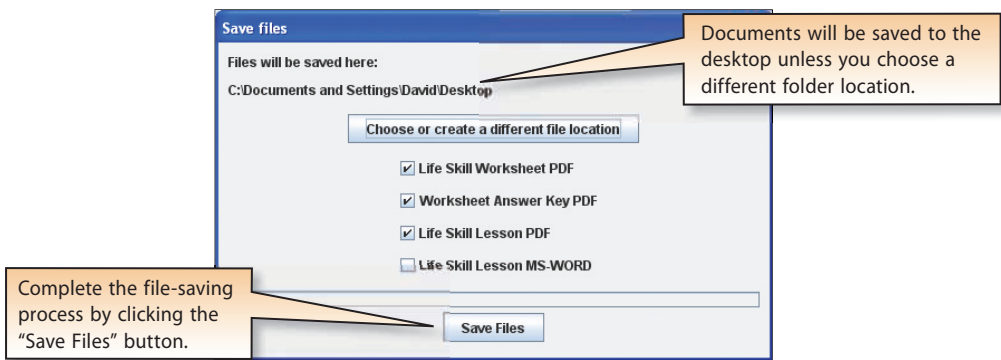 Save files
Documents will be saved to the
desktop unless you choose a
different folder location.
Files will be saved here:
C:\Documents and Settings\David\Desktop
Choose or create a different file location
Life Skill Worksheet PDF
Worksheet Answer Key PDF
Life Skill Lesson PDF
Life Skill Lesson MS-WORD
Complete the file-saving
process by clicking the
“Save Files” button.
Save Files